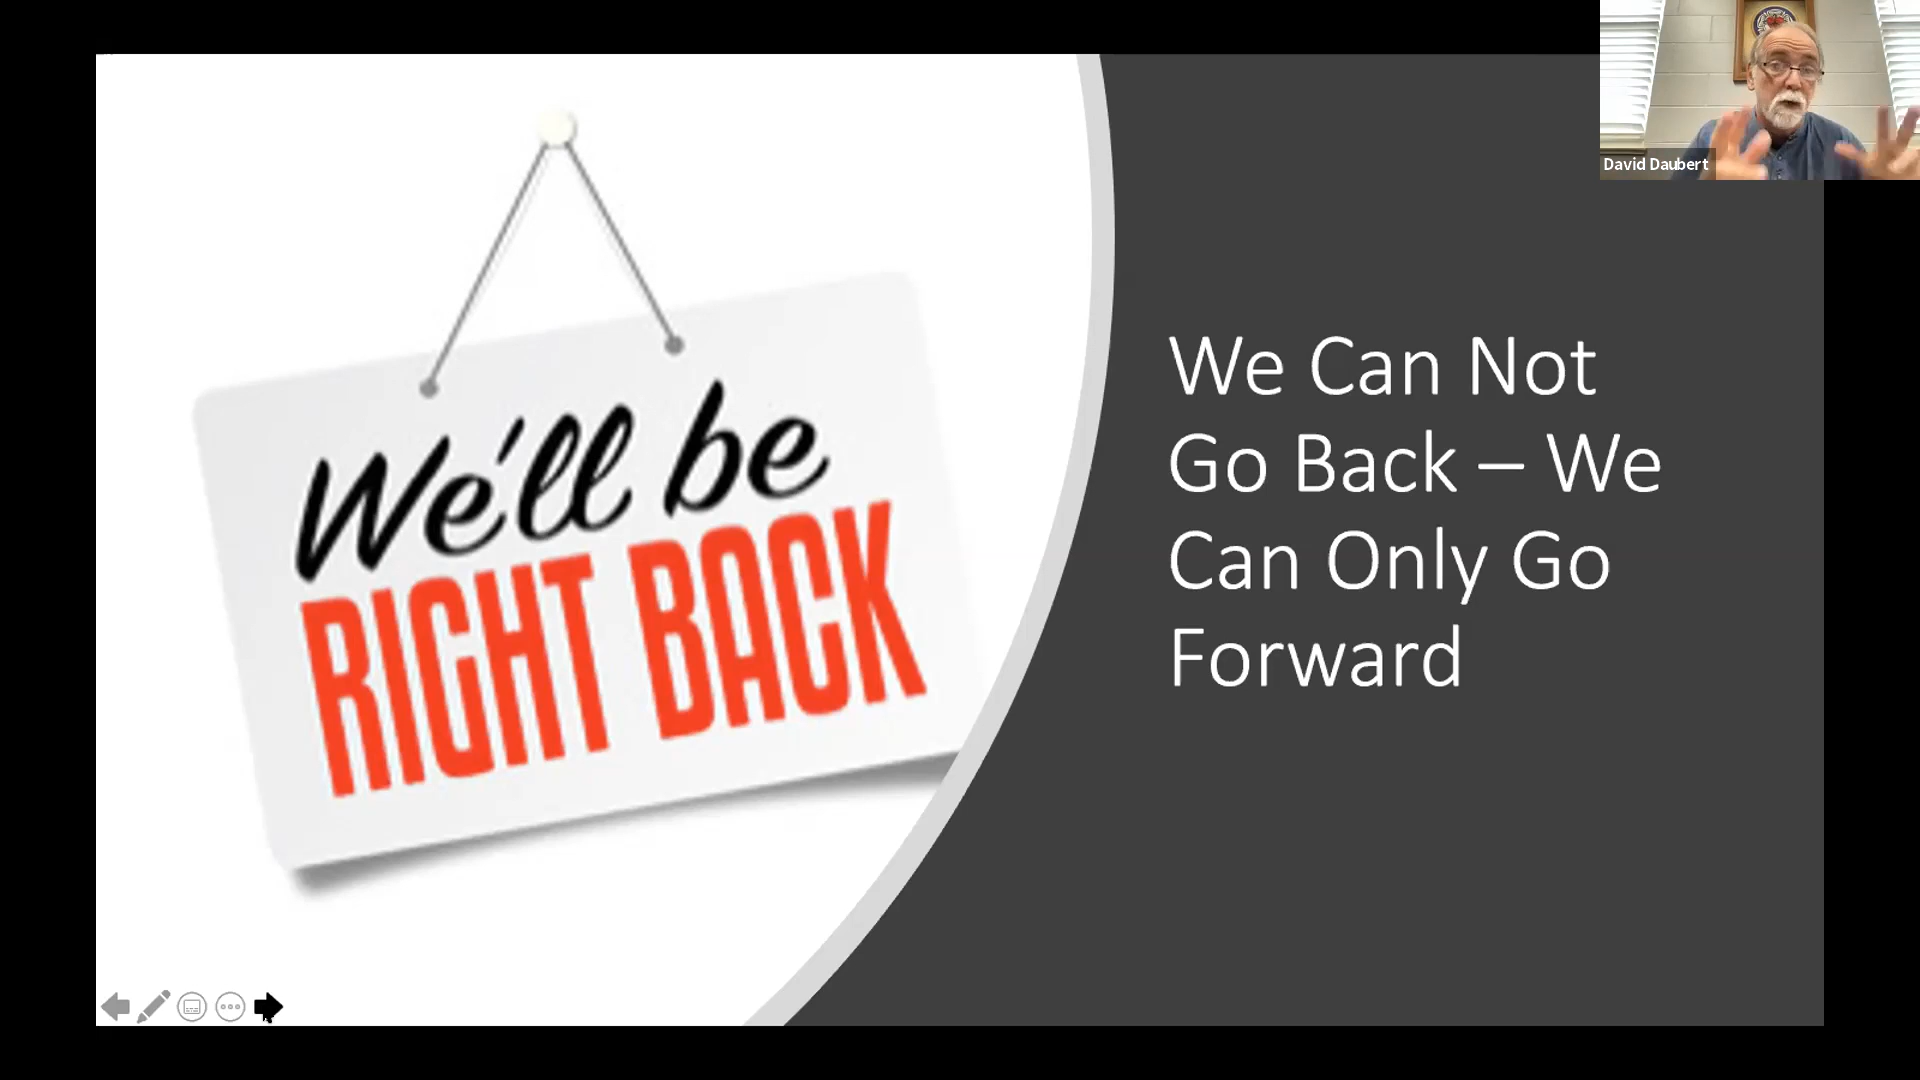 We'll be
RIGHT BACK
We Can Not
Go Back – We
Can Only Go
Forward
David Daubert